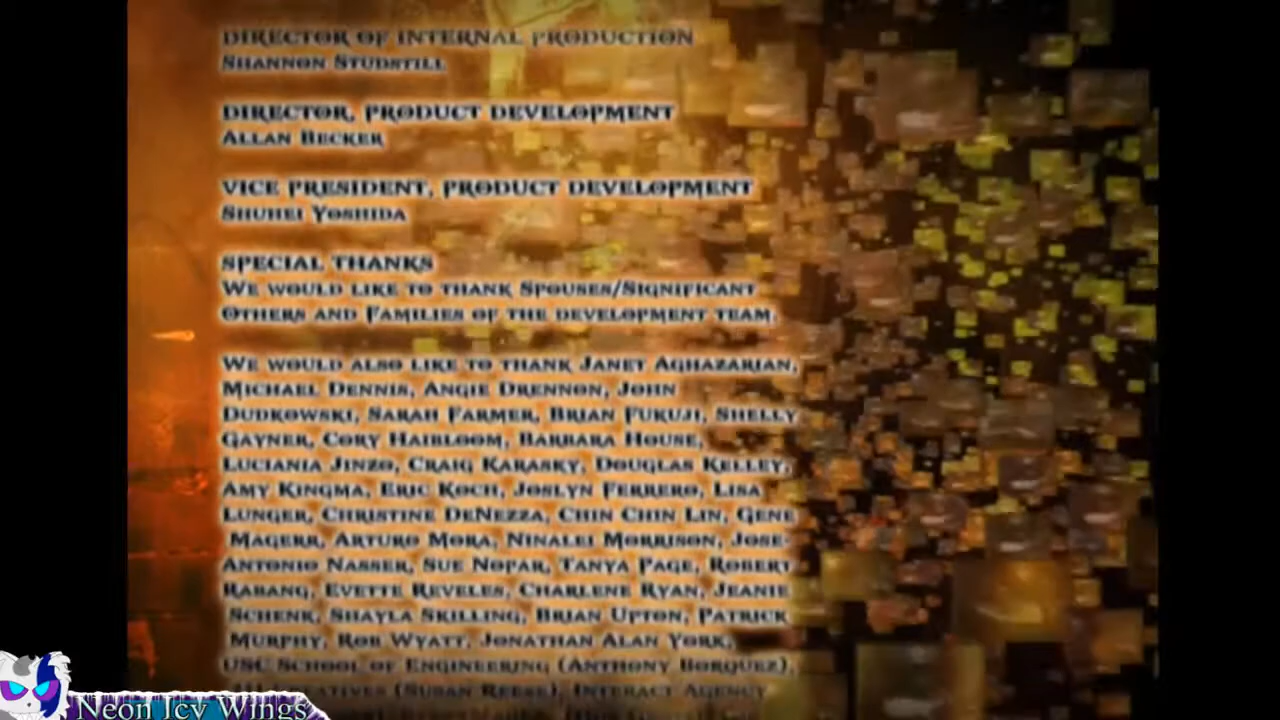 DIRECTOR OF INTERNAL PRODUCTION
SHANNON STUDSTILL
DIRECTOR, PRODUCT DEVELOPMENT
ALLAN BECKER
VICE PRESIDENT, PRODUCT DEVELOPMENT
SHUHEI YOSHIDA
SPECIAL THANKS
WE WOULD LIKE TO THANK SPOUSES/SIGNIFICANT
OTHERS AND FAMILIES OF THE DEVELOPMENT TEAM.
WE WOULD ALSO LIKE TO THANK JANET AGHAZARIAN,
MICHAEL DENNIS, ANGIE DRENNON, JOHN
DUDKOWSKI, SARAH FARMER, BRIAN FUKUJI, SHELLY
GAYNER, CORY HAIRLOOM, BARBARA HOUSE,
LUCIANIA JINZO, CRAIG KARASKY, DOUGLAS KELLEY,
AMY KINGMA, ERIC KOCH, JOSLYN FERRERO, LISA
LUNGER, CHRISTINE DENEZZA, CHIN CHIN LIN, GENE
MAGERR, ARTURO MORA, NINALEI MORRISON, JOSE-
ANTONIO NASSER, SUE NOPAR, TANYA PAGE, ROBERT
RABANG, EVETTE REVELES, CHARLENE RYAN, JEANIE
SCHENK, SHAYLA SKILLING, BRIAN UPTON, PATRICK
MURPHY, ROB WYATT, JONATHAN ALAN YORK,
USC SCHOOL OF ENGINEERING (ANTHONY BORQUEZ),
(SUSAN REESE), INTERACT AGENCY
Neon Icy Wings